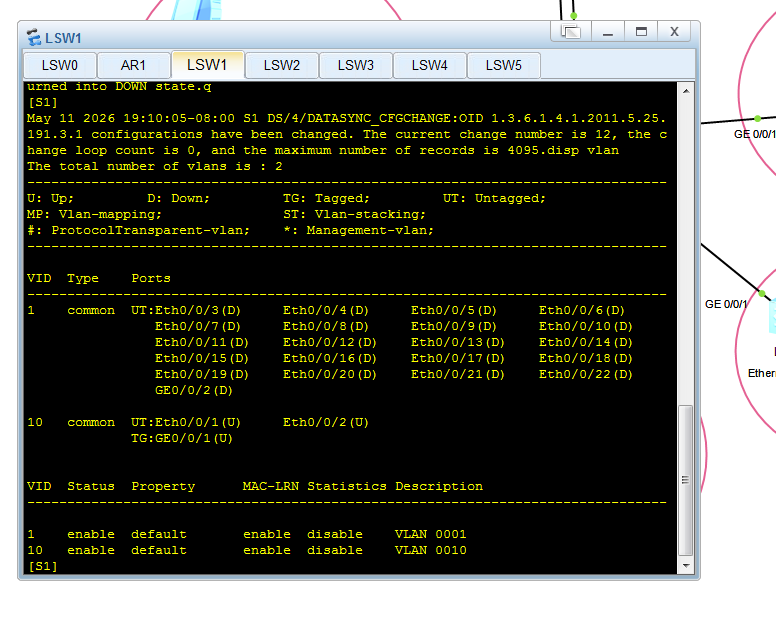 LSW1
X
LSW0 AR1 LSW1 LSW2 LSW3 LSW4 LSW5
urned into DOWN state.q
[S1]
May 11 2026 19:10:05-08:00 S1 DS/4/DATASYNC_CFGCHANGE:OID 1.3.6.1.4.1.2011.5.25.
191.3.1 configurations have been changed. The current change number is 12, the c
hange loop count is 0, and the maximum number of records is 4095.disp vlan
The total number of vlans is : 2
--------------------------------------------------------------------------------
U: Up; D: Down; TG: Tagged; UT: Untagged;
MP: Vlan-mapping; ST: Vlan-stacking;
#: ProtocolTransparent-vlan; *: Management-vlan;
--------------------------------------------------------------------------------
VID Type Ports
--------------------------------------------------------------------------------
1 common UT:Eth0/0/3(D) Eth0/0/4(D) Eth0/0/5(D) Eth0/0/6(D)
Eth0/0/7(D) Eth0/0/8(D) Eth0/0/9(D) Eth0/0/10(D)
Eth0/0/11(D) Eth0/0/12(D) Eth0/0/13(D) Eth0/0/14(D)
Eth0/0/15(D) Eth0/0/16(D) Eth0/0/17(D) Eth0/0/18(D)
Eth0/0/19(D) Eth0/0/20(D) Eth0/0/21(D) Eth0/0/22(D)
GE0/0/2(D)
10 common UT:Eth0/0/1(U) Eth0/0/2(U)
TG:GE0/0/1(U)
VID Status Property MAC-LRN Statistics Description
--------------------------------------------------------------------------------
1 enable default enable disable VLAN 0001
10 enable default enable disable VLAN 0010
[S1]
GE 0/0/1
GE 0/0/1
Ether